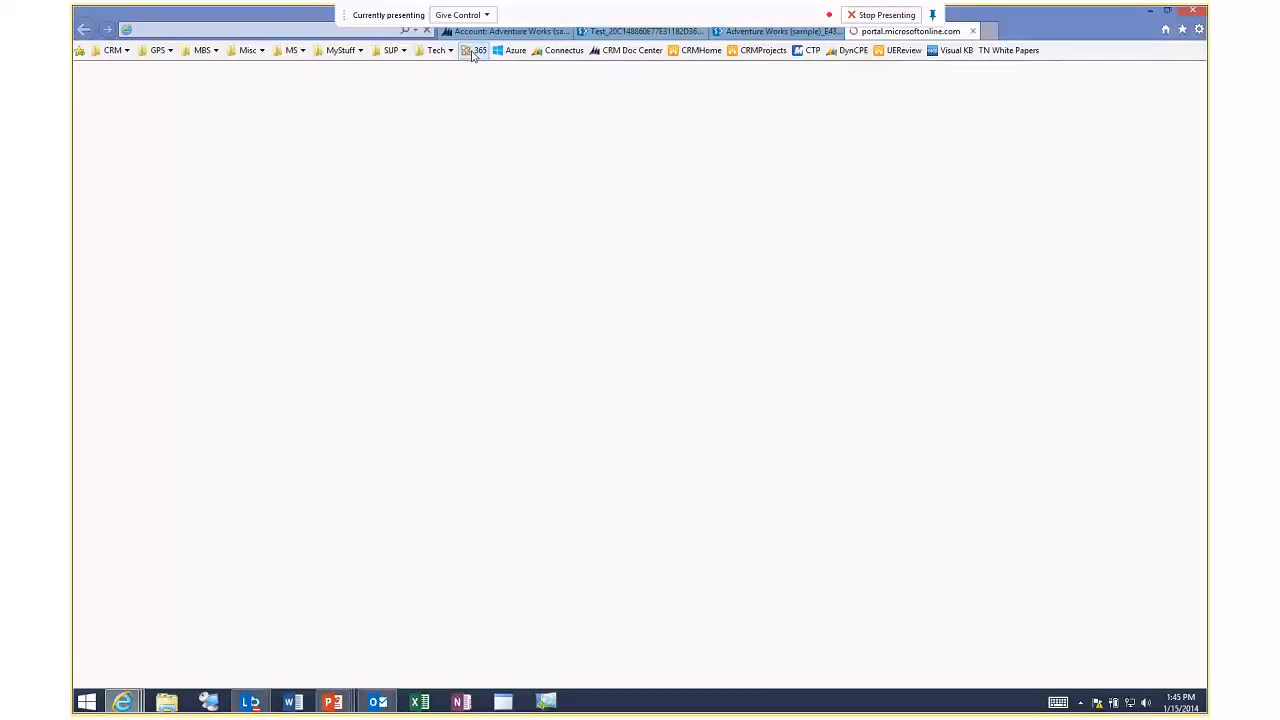 Currently presenting Give Control Stop Presenting
Account: Adventure Works (sa... Test_20C148860E77E31182D36... Adventure Works (sample)_E43... portal.microsoftonline.com
CRM GPS MBS Misc MS MyStuff SUP Tech 365 Azure Connectus CRM Doc Center CRMHome CRMProjects CTP DynCPE UEReview Visual KB TN White Papers
1:45 PM
1/15/2014